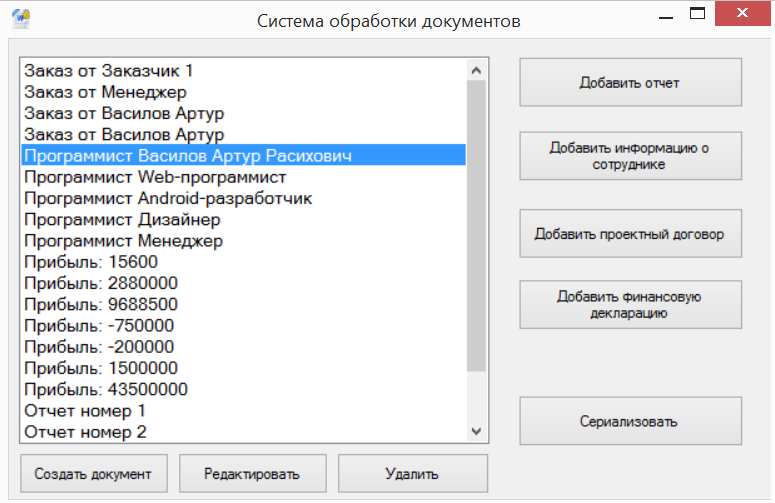 Система обработки документов
Заказ от Заказчик 1
Заказ от Менеджер
Заказ от Василов Артур
Заказ от Василов Артур
Программист Василов Артур Расихович
Программист Web-программист
Программист Android-разработчик
Программист Дизайнер
Программист Менеджер
Прибыль: 15600
Прибыль: 2880000
Прибыль: 9688500
Прибыль: -750000
Прибыль: -200000
Прибыль: 1500000
Прибыль: 43500000
Отчет номер 1
Отчет номер 2
Добавить отчет
Добавить информацию о
сотруднике
Добавить проектный договор
Добавить финансовую
декларацию
Сериализовать
Создать документ
Редактировать
Удалить